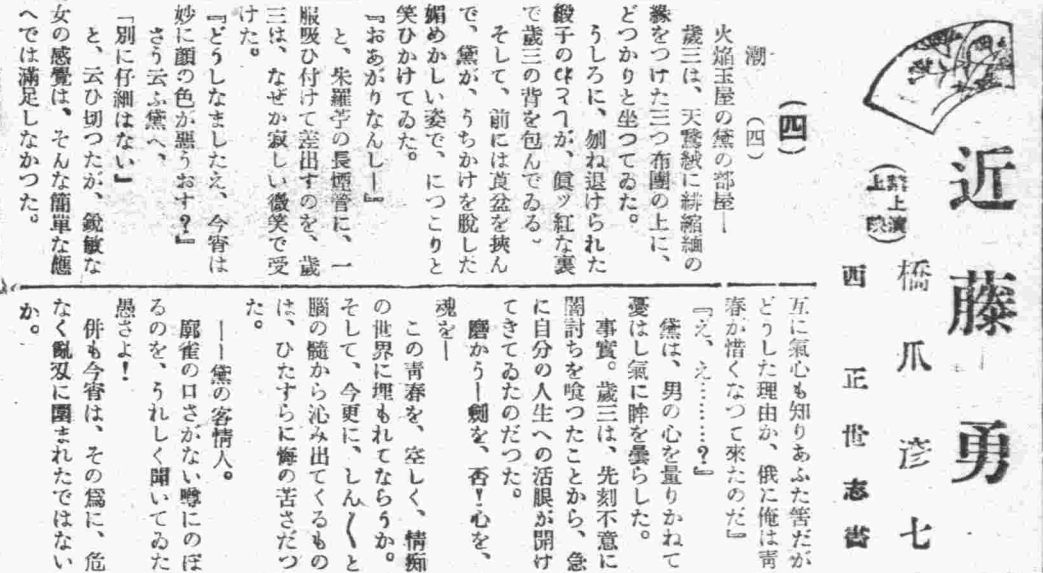 近藤勇
橋爪彦七
西正世志書
上演
(四)
潮(四)
火焔玉屋の黛の部屋―
歳三は、天鵞絨に緋縮緬の
縁をつけた三つ布團の上に、
どつかりと坐つてゐた。
うしろに、刎ね退けられた
緞子の が、眞ッ紅な裏
で歳三の背を包んでゐる。
そして、前には莨盆を挾ん
で、黛が、うちかけを脱した
媚めかしい姿で、につこりと
笑ひかけてゐた。
『おあがりなんしー』
と、朱羅苧の長煙管に、一
服吸ひ付けて差出すのを、歳
三は、なぜか寂しい微笑で受
けた。
『どうしなましたえ、今宵は
妙に顔の色が惡うおす?』
さう云ふ黛へ、
「別に仔細はない』
と、云ひ切つたが、鋭敏な
女の感覺は、そんな簡單な應
へでは滿足しなかつた。
互に氣心も知りあふた筈だが
どうした理由か、俄に俺は青
春が惜くなつて來たのだ』
『え、え………?』
黛は、男の心を量りかねて
憂はし氣に眸を曇らした。
事實。歳三は、先刻不意に
闇討ちを喰つたことから、急
に自分の人生への活眼が開け
てきてゐたのだつた。
磨かうー劍を、否!心を、
魂をー
この青春を、空しく、情痴
の世界に埋もれてならうか。
そして、今更に、しん〱と
腦の髓から沁み出てくるもの
は、ひたすらに悔の苦さだつ
た。
――黛の客情人。
廓雀の口さがない噂にのぼ
るのを、うれしく聞いてゐた
愚さよ!
併も今宵は、その爲に、危
なく亂刄に圍まれたではない
か。